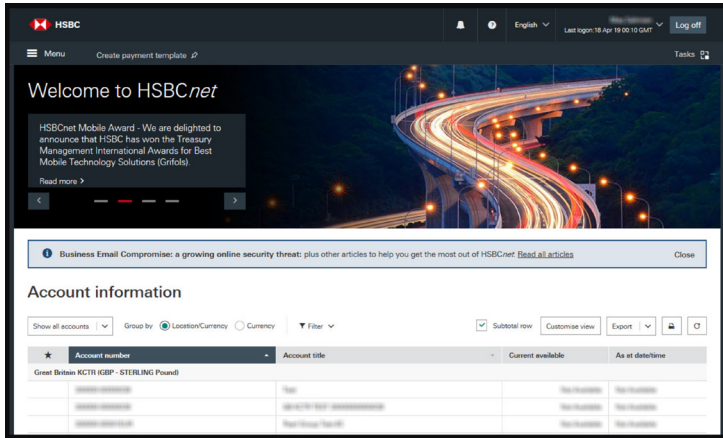 HSBC
English
Last logon:18 Apr 19 00:10 GMT
Log off
Menu
Create payment template
Tasks
Welcome to HSBCnet
HSBCnet Mobile Award - We are delighted to
announce that HSBC has won the Treasury
Management International Awards for Best
Mobile Technology Solutions (Grifols).
Read more >
Business Email Compromise: a growing online security threat: plus other articles to help you get the most out of HSBCnet Read all articles
Close
Account information
Show all accounts
Group by
Location/Currency
Currency
Filter
Subtotal row
Customise view
Export
Account number
Account title
Current available
As at date/time
Great Britain KCTR (GBP - STERLING Pound)